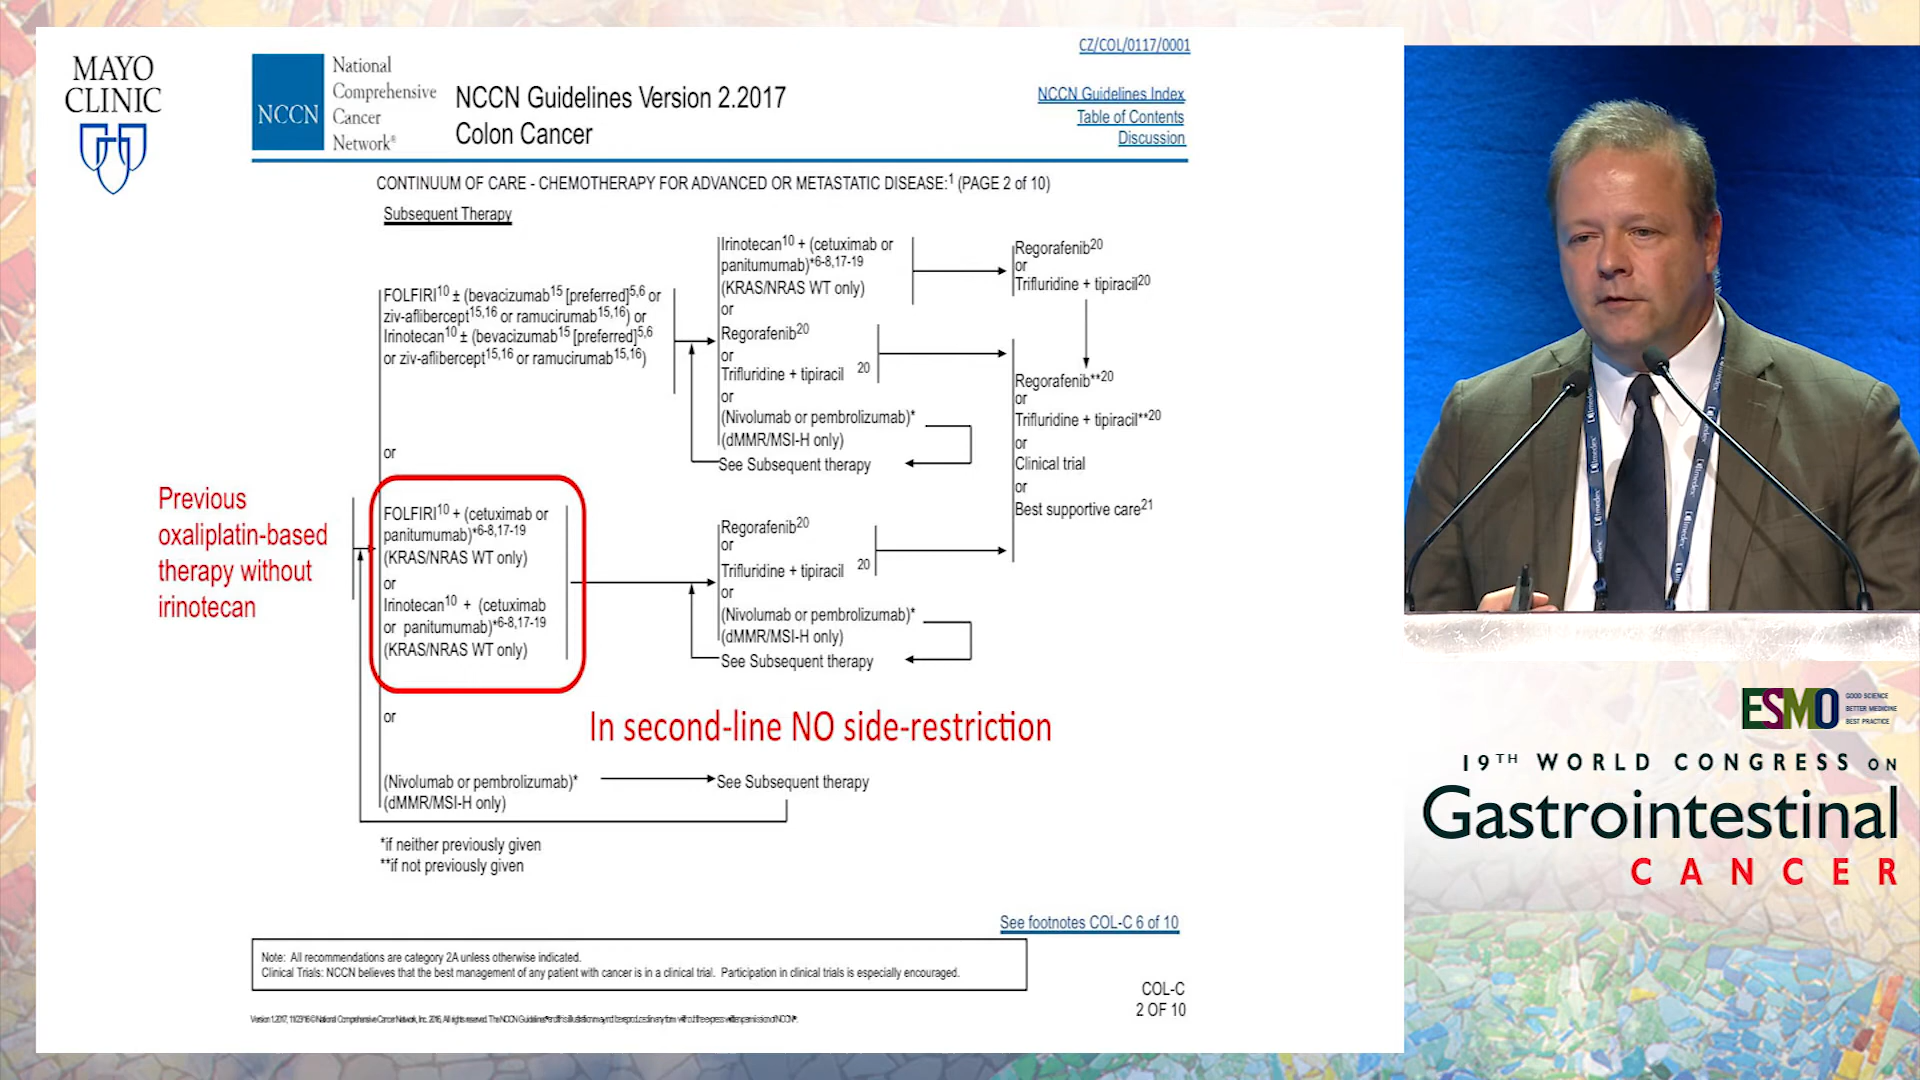 MAYO
CLINIC
NCCN
National
Comprehensive
Cancer
Network®
NCCN Guidelines Version 2.2017
Colon Cancer
CZ/COL/0117/0001
NCCN Guidelines Index
Table of Contents
Discussion
CONTINUUM OF CARE - CHEMOTHERAPY FOR ADVANCED OR METASTATIC DISEASE:1 (PAGE 2 of 10)
Subsequent Therapy
Previous
oxaliplatin-based
therapy without
irinotecan
FOLFIRI10 ± (bevacizumab15 [preferred]5,6 or
ziv-aflibercept15,16 or ramucirumab15,16) or
Irinotecan10 ± (bevacizumab15 [preferred]5,6
or ziv-aflibercept15,16 or ramucirumab15,16)
or
FOLFIRI10 + (cetuximab or
panitumumab)*6-8,17-19
(KRAS/NRAS WT only)
or
Irinotecan10 + (cetuximab
or panitumumab)*6-8,17-19
(KRAS/NRAS WT only)
or
(Nivolumab or pembrolizumab)*
(dMMR/MSI-H only)
Irinotecan10 + (cetuximab or
panitumumab)*6-8,17-19
(KRAS/NRAS WT only)
or
Regorafenib20
or
Trifluridine + tipiracil 20
or
(Nivolumab or pembrolizumab)*
(dMMR/MSI-H only)
See Subsequent therapy
Regorafenib20
or
Trifluridine + tipiracil 20
or
(Nivolumab or pembrolizumab)*
(dMMR/MSI-H only)
See Subsequent therapy
In second-line NO side-restriction
See Subsequent therapy
Regorafenib20
or
Trifluridine + tipiracil20
Regorafenib**20
or
Trifluridine + tipiracil**20
or
Clinical trial
or
Best supportive care21
*if neither previously given
**if not previously given
See footnotes COL-C 6 of 10
Note: All recommendations are category 2A unless otherwise indicated.
Clinical Trials: NCCN believes that the best management of any patient with cancer is in a clinical trial. Participation in clinical trials is especially encouraged.
COL-C
2 OF 10
Imedex
ESMO
GOOD SCIENCE
BETTER MEDICINE
BEST PRACTICE
19TH WORLD CONGRESS ON
Gastrointestinal
CANCER